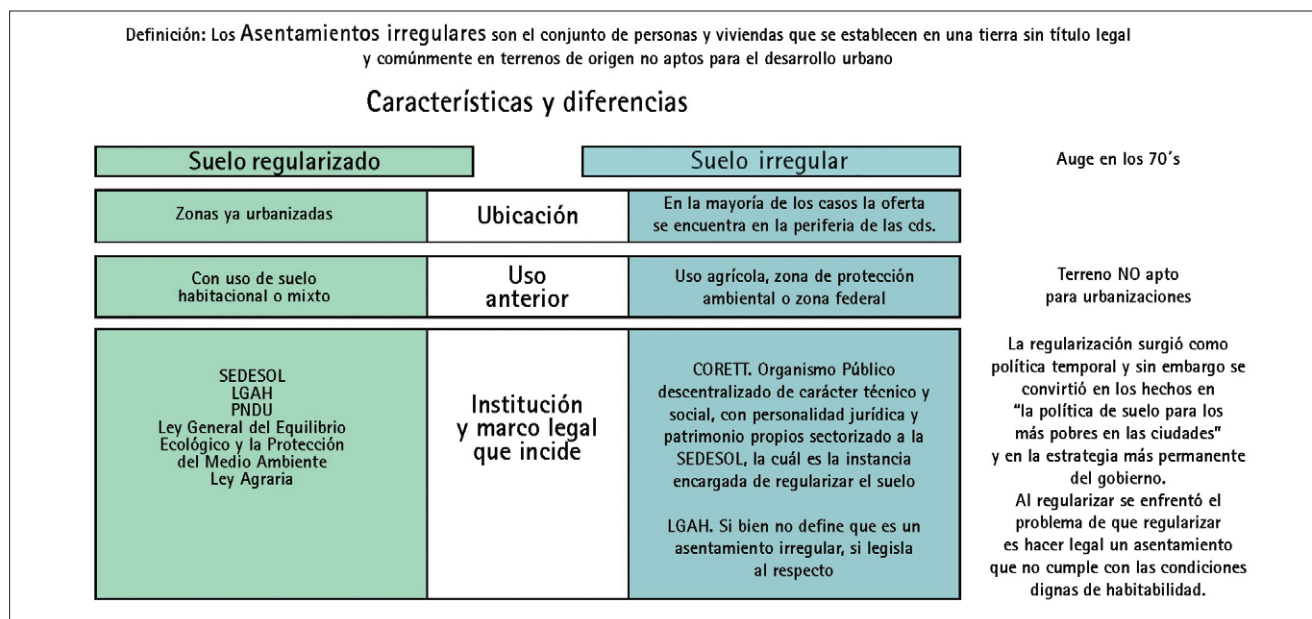 Definición: Los Asentamientos irregulares son el conjunto de personas y viviendas que se establecen en una tierra sin título legal
y comúnmente en terrenos de origen no aptos para el desarrollo urbano
Características y diferencias
Suelo regularizado
Suelo irregular
Auge en los 70´s
Zonas ya urbanizadas
Ubicación
En la mayoría de los casos la oferta
se encuentra en la periferia de las cds.
Con uso de suelo
habitacional o mixto
Uso
anterior
Uso agrícola, zona de protección
ambiental o zona federal
Terreno NO apto
para urbanizaciones
SEDESOL
LGAH
PNDU
Ley General del Equilibrio
Ecológico y la Protección
del Medio Ambiente
Ley Agraria
Institución
y marco legal
que incide
CORETT. Organismo Público
descentralizado de carácter técnico y
social, con personalidad jurídica y
patrimonio propios sectorizado a la
SEDESOL, la cuál es la instancia
encargada de regularizar el suelo
LGAH. Si bien no define que es un
asentamiento irregular, si legisla
al respecto
La regularización surgió como
política temporal y sin embargo se
convirtió en los hechos en
“la política de suelo para los
más pobres en las ciudades”
y en la estrategia más permanente
del gobierno.
Al regularizar se enfrentó el
problema de que regularizar
es hacer legal un asentamiento
que no cumple con las condiciones
dignas de habitabilidad.